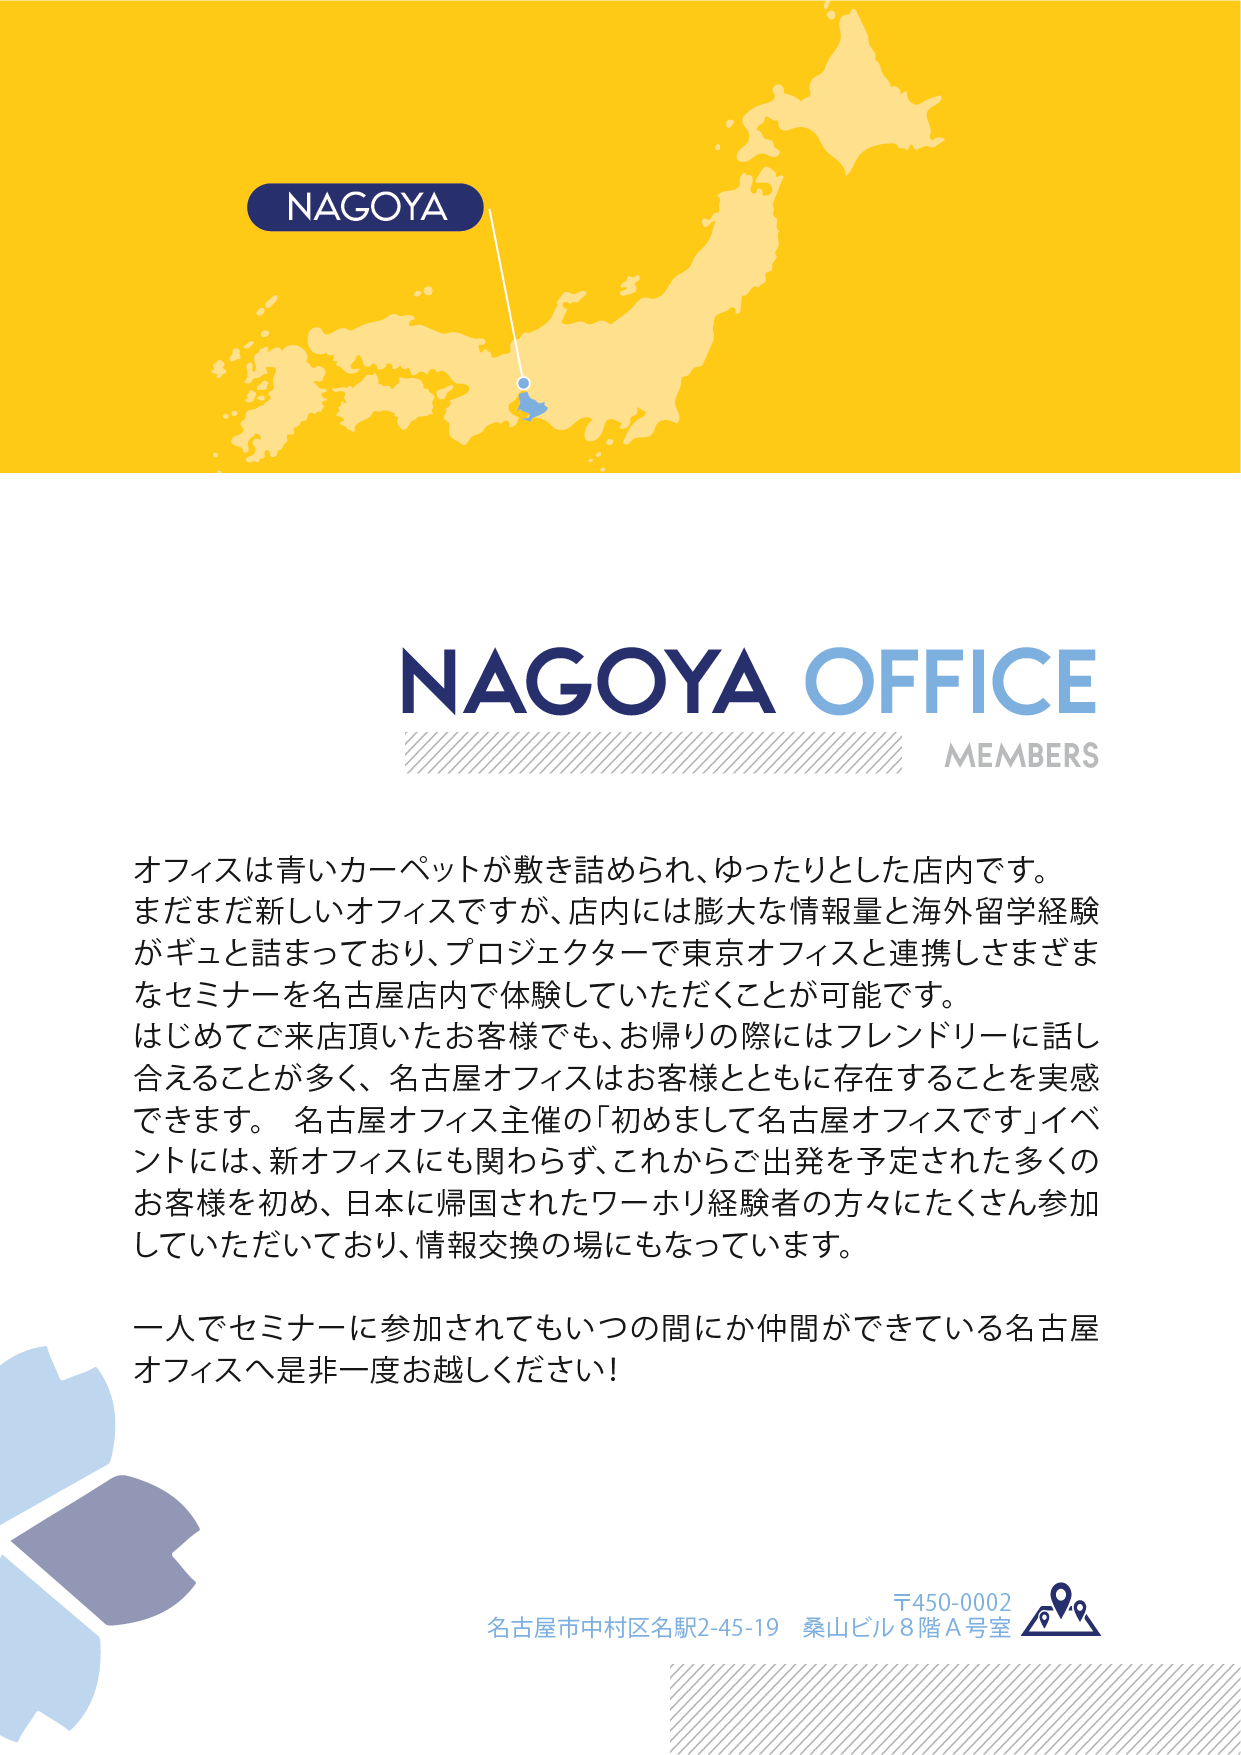 NAGOYA
NAGOYA OFFICE
MEMBERS
オフィスは青いカーペットが敷き詰められ、ゆったりとした店内です。
まだまだ新しいオフィスですが、店内には膨大な情報量と海外留学経験
がギュと詰まっており、プロジェクターで東京オフィスと連携しさまざま
なセミナーを名古屋店内で体験していただくことが可能です。
はじめてご来店頂いたお客様でも、お帰りの際にはフレンドリーに話し
合えることが多く、 名古屋オフィスはお客様とともに存在することを実感
できます。 名古屋オフィス主催の「初めまして名古屋オフィスです」イベ
ントには、新オフィスにも関わらず、これからご出発を予定された多くの
お客様を初め、 日本に帰国されたワーホリ経験者の方々にたくさん参加
していただいており、情報交換の場にもなっています。
一人でセミナーに参加されてもいつの間にか仲間ができている名古屋
オフィスへ是非一度お越しください！
〒450-0002
名古屋市中村区名駅2-45-19　桑山ビル８階Ａ号室